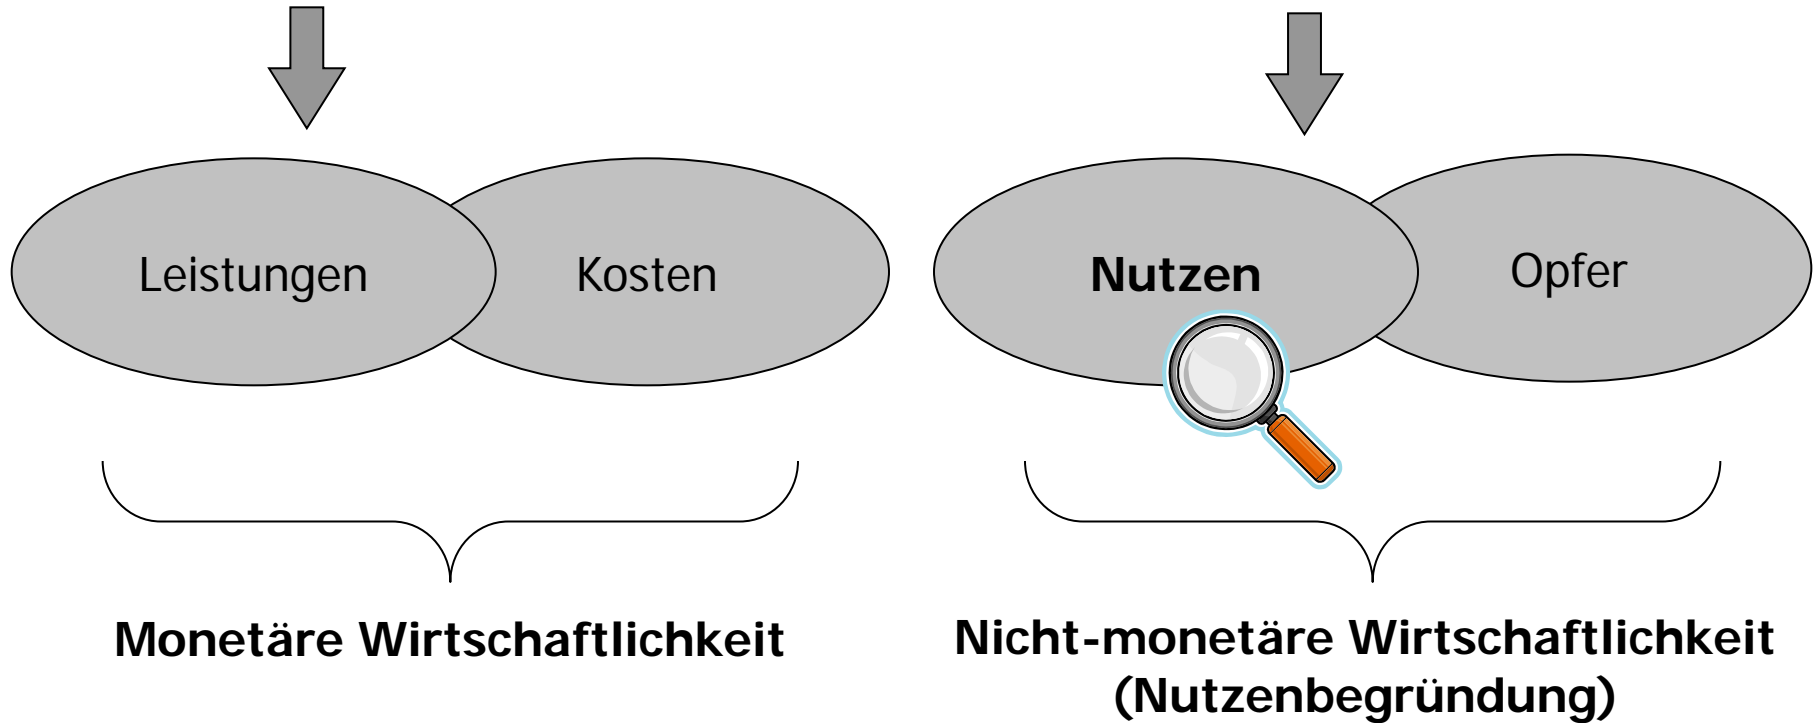 Leistungen
Kosten
Nutzen
Opfer
Monetäre Wirtschaftlichkeit
Nicht-monetäre Wirtschaftlichkeit
(Nutzenbegründung)